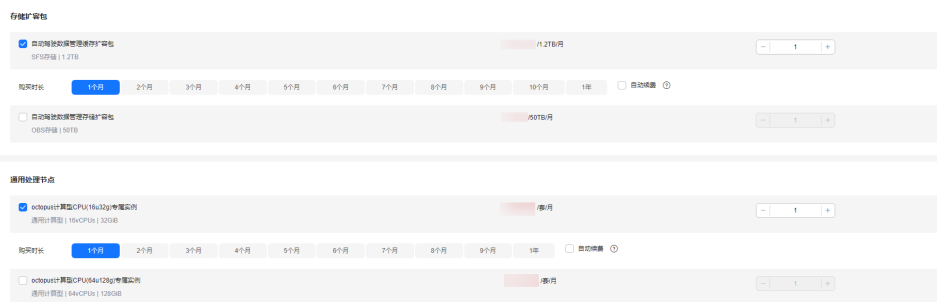 存储扩容包
自动驾驶数据管理缓存扩容包 /1.2TB/月 - 1 +
SFS存储 | 1.2TB
购买时长 1个月 2个月 3个月 4个月 5个月 6个月 7个月 8个月 9个月 10个月 1年 自动续费 ?
自动驾驶数据管理存储扩容包 /50TB/月 - 1 +
OBS存储 | 50TB
通用处理节点
octopus计算型CPU(16u32g)专属实例 /套/月 - 1 +
通用计算型 | 16vCPUs | 32GiB
购买时长 1个月 2个月 3个月 4个月 5个月 6个月 7个月 8个月 9个月 1年 自动续费 ?
octopus计算型CPU(64u128g)专属实例 /套/月 - 1 +
通用计算型 | 64vCPUs | 128GiB